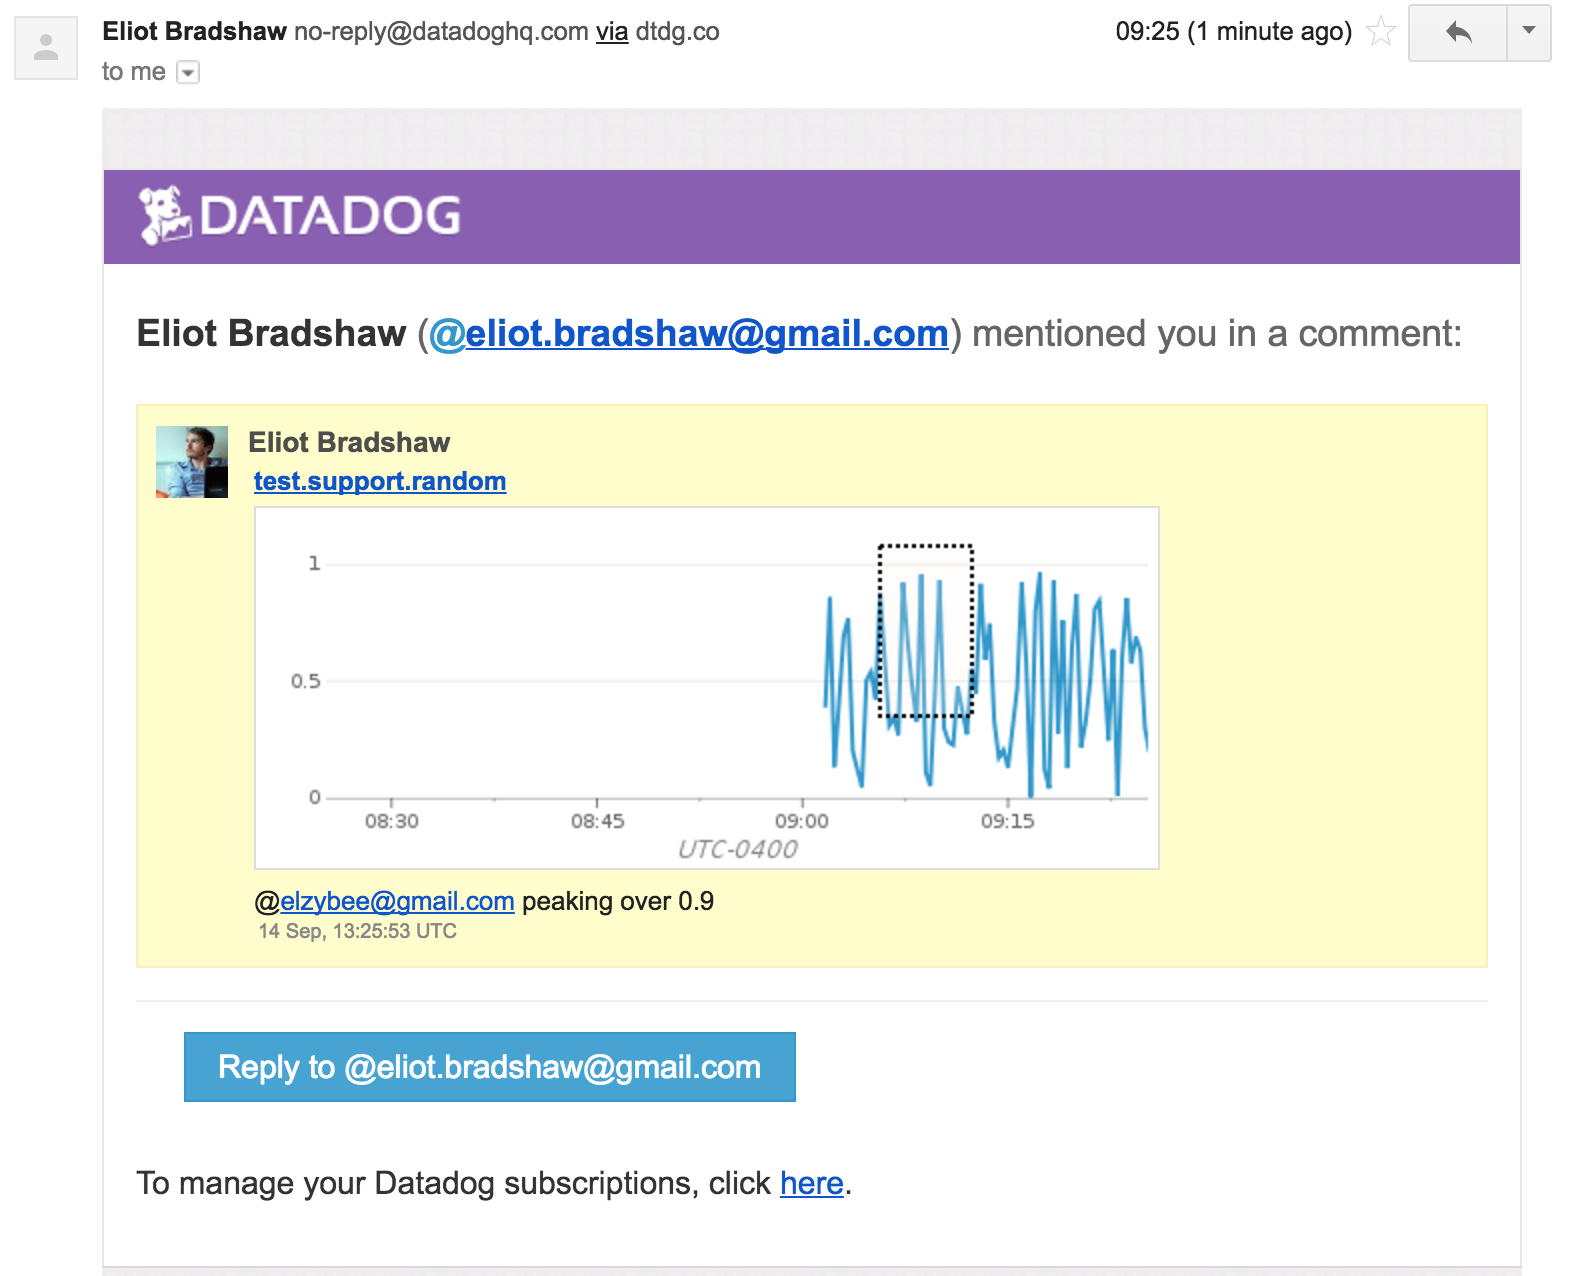 Eliot Bradshaw no-reply@datadoghq.com via dtdg.co
09:25 (1 minute ago)
to me
DATADOG
Eliot Bradshaw (@eliot.bradshaw@gmail.com) mentioned you in a comment:
Eliot Bradshaw
test.support.random
1
0.5
0
08:30 08:45 09:00 09:15
UTC-0400
@elzybee@gmail.com peaking over 0.9
14 Sep, 13:25:53 UTC
Reply to @eliot.bradshaw@gmail.com
To manage your Datadog subscriptions, click here.